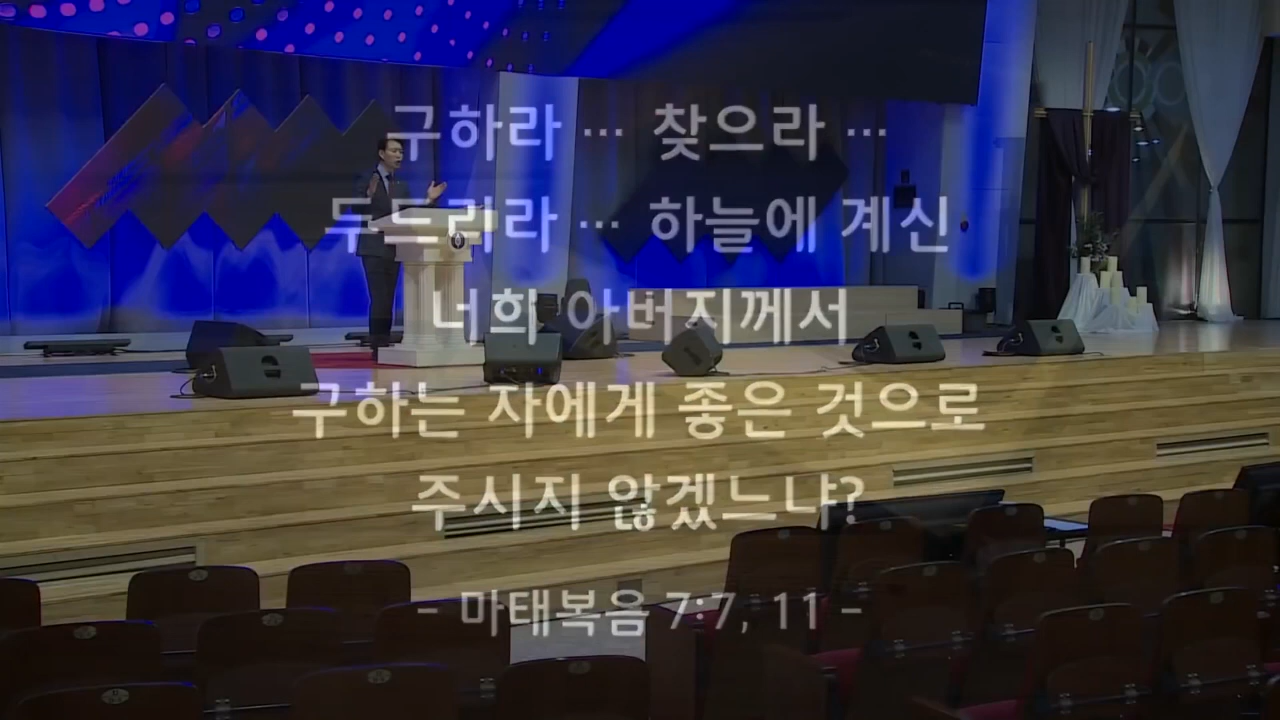 구하라 … 찾으라 …
두드리라 … 하늘에 계신
너희 아버지께서
구하는 자에게 좋은 것으로
주시지 않겠느냐?
- 마태복음 7:7, 11 -